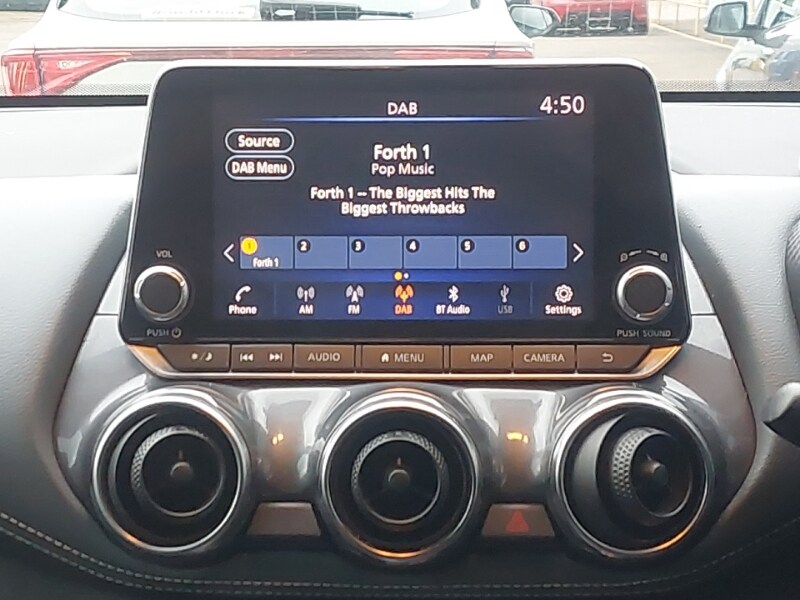 DAB
4:50
Source
DAB Menu
Forth 1
Pop Music
Forth 1 -- The Biggest Hits The
Biggest Throwbacks
1 2 3 4 5 6
Forth 1
Phone AM FM DAB BT Audio USB Settings
VOL
PUSH
PUSH SOUND
AUDIO MENU MAP CAMERA